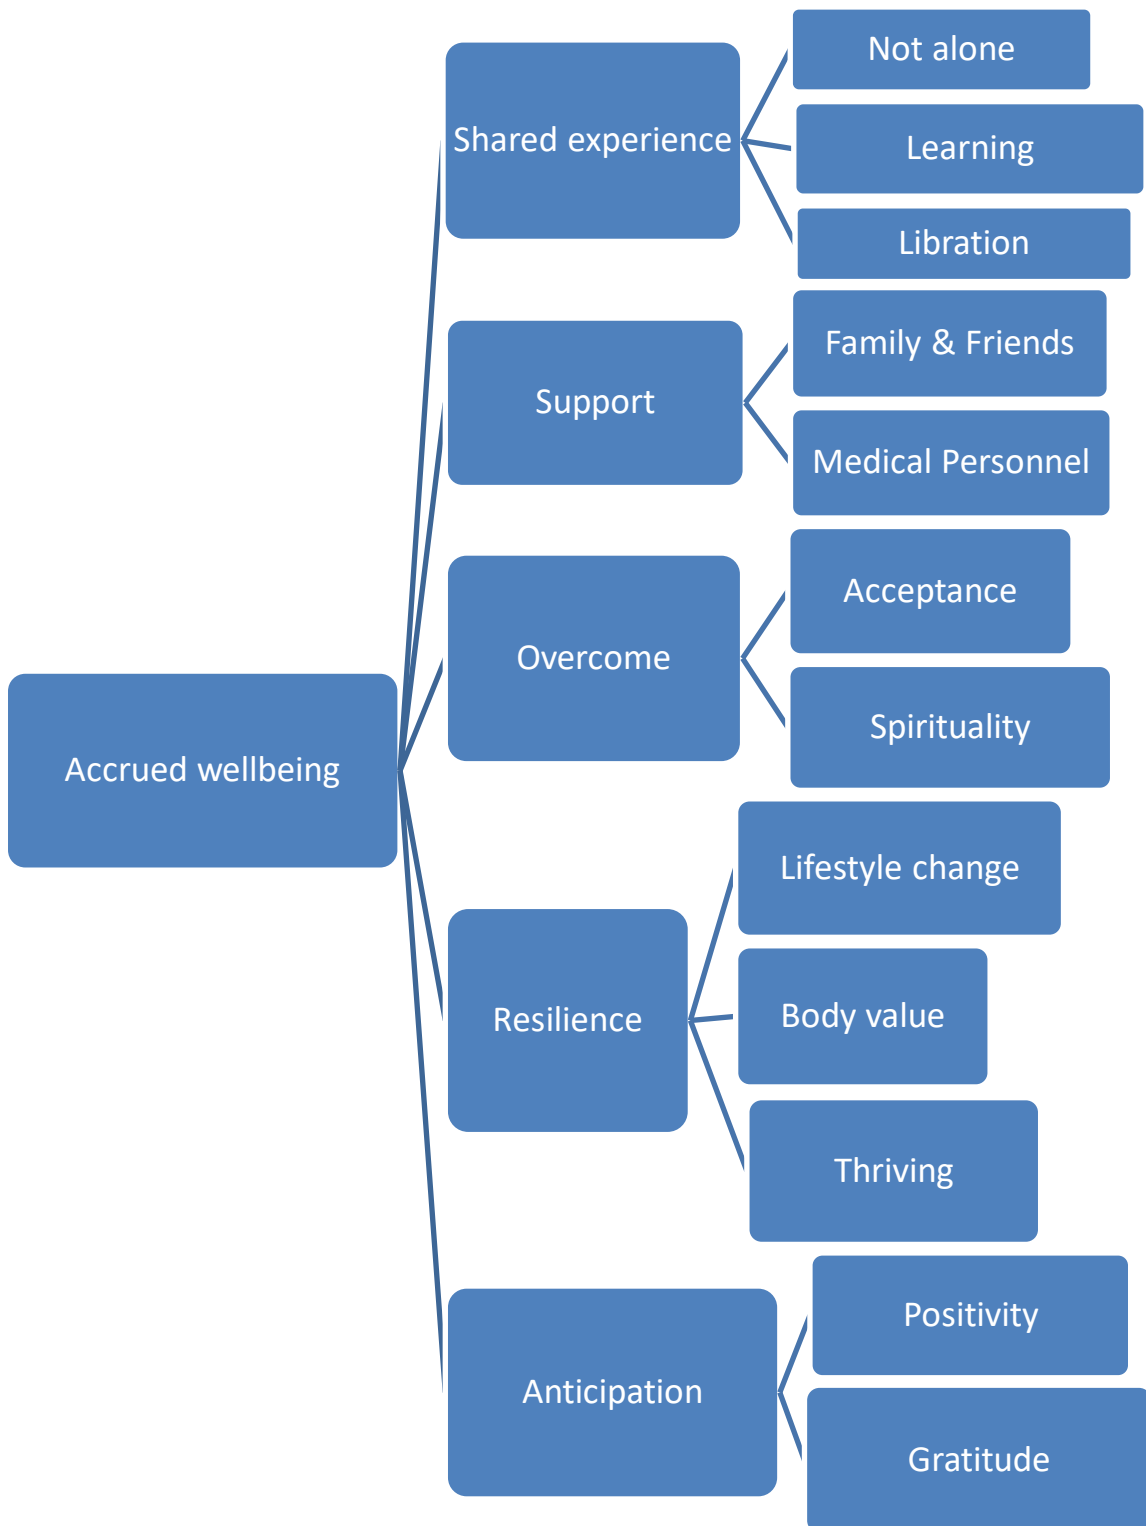 Accrued wellbeing
Shared experience
Not alone
Learning
Libration
Support
Family & Friends
Medical Personnel
Overcome
Acceptance
Spirituality
Resilience
Lifestyle change
Body value
Thriving
Anticipation
Positivity
Gratitude